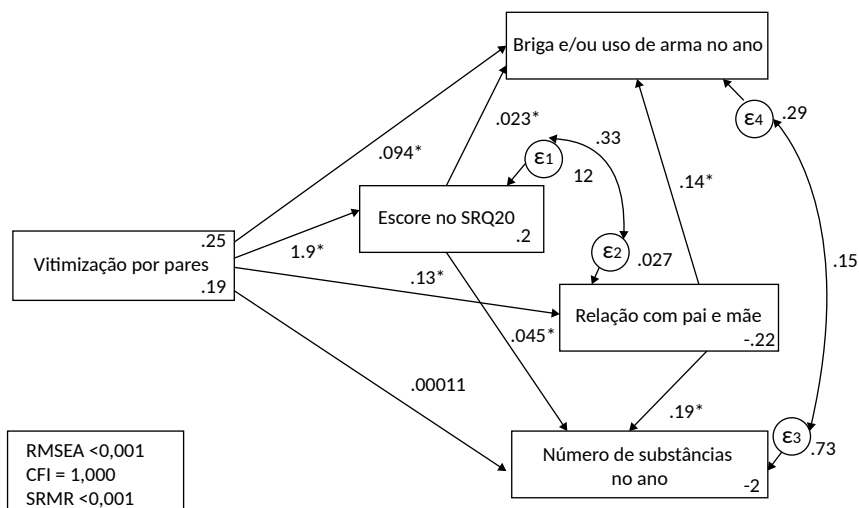 Briga e/ou uso de arma no ano
ε4
.29
.023*
.33
.094*
ε1
12
.14*
Escore no SRQ20
.2
.25
Vitimização por pares
.19
1.9*
ε2
.027
.15
.13*
Relação com pai e mãe
-.22
.045*
.00011
.19*
ε3
.73
Número de substâncias
no ano
-2
RMSEA <0,001
CFI = 1,000
SRMR <0,001